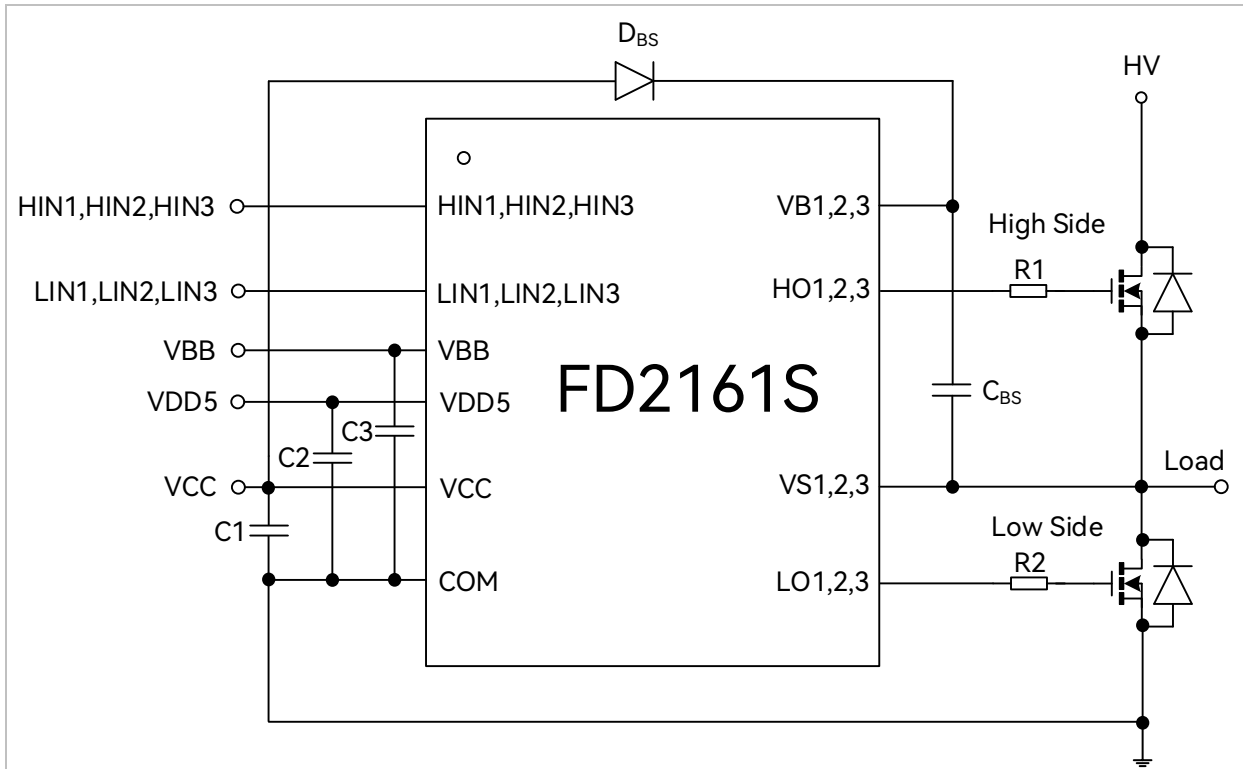 DBS
HV
HIN1,HIN2,HIN3
HIN1,HIN2,HIN3
VB1,2,3
High Side
R1
LIN1,LIN2,LIN3
LIN1,LIN2,LIN3
HO1,2,3
VBB
VBB
FD2161S
VDD5
VDD5
CBS
C3
C2
Load
VCC
VCC
VS1,2,3
C1
Low Side
R2
COM
LO1,2,3